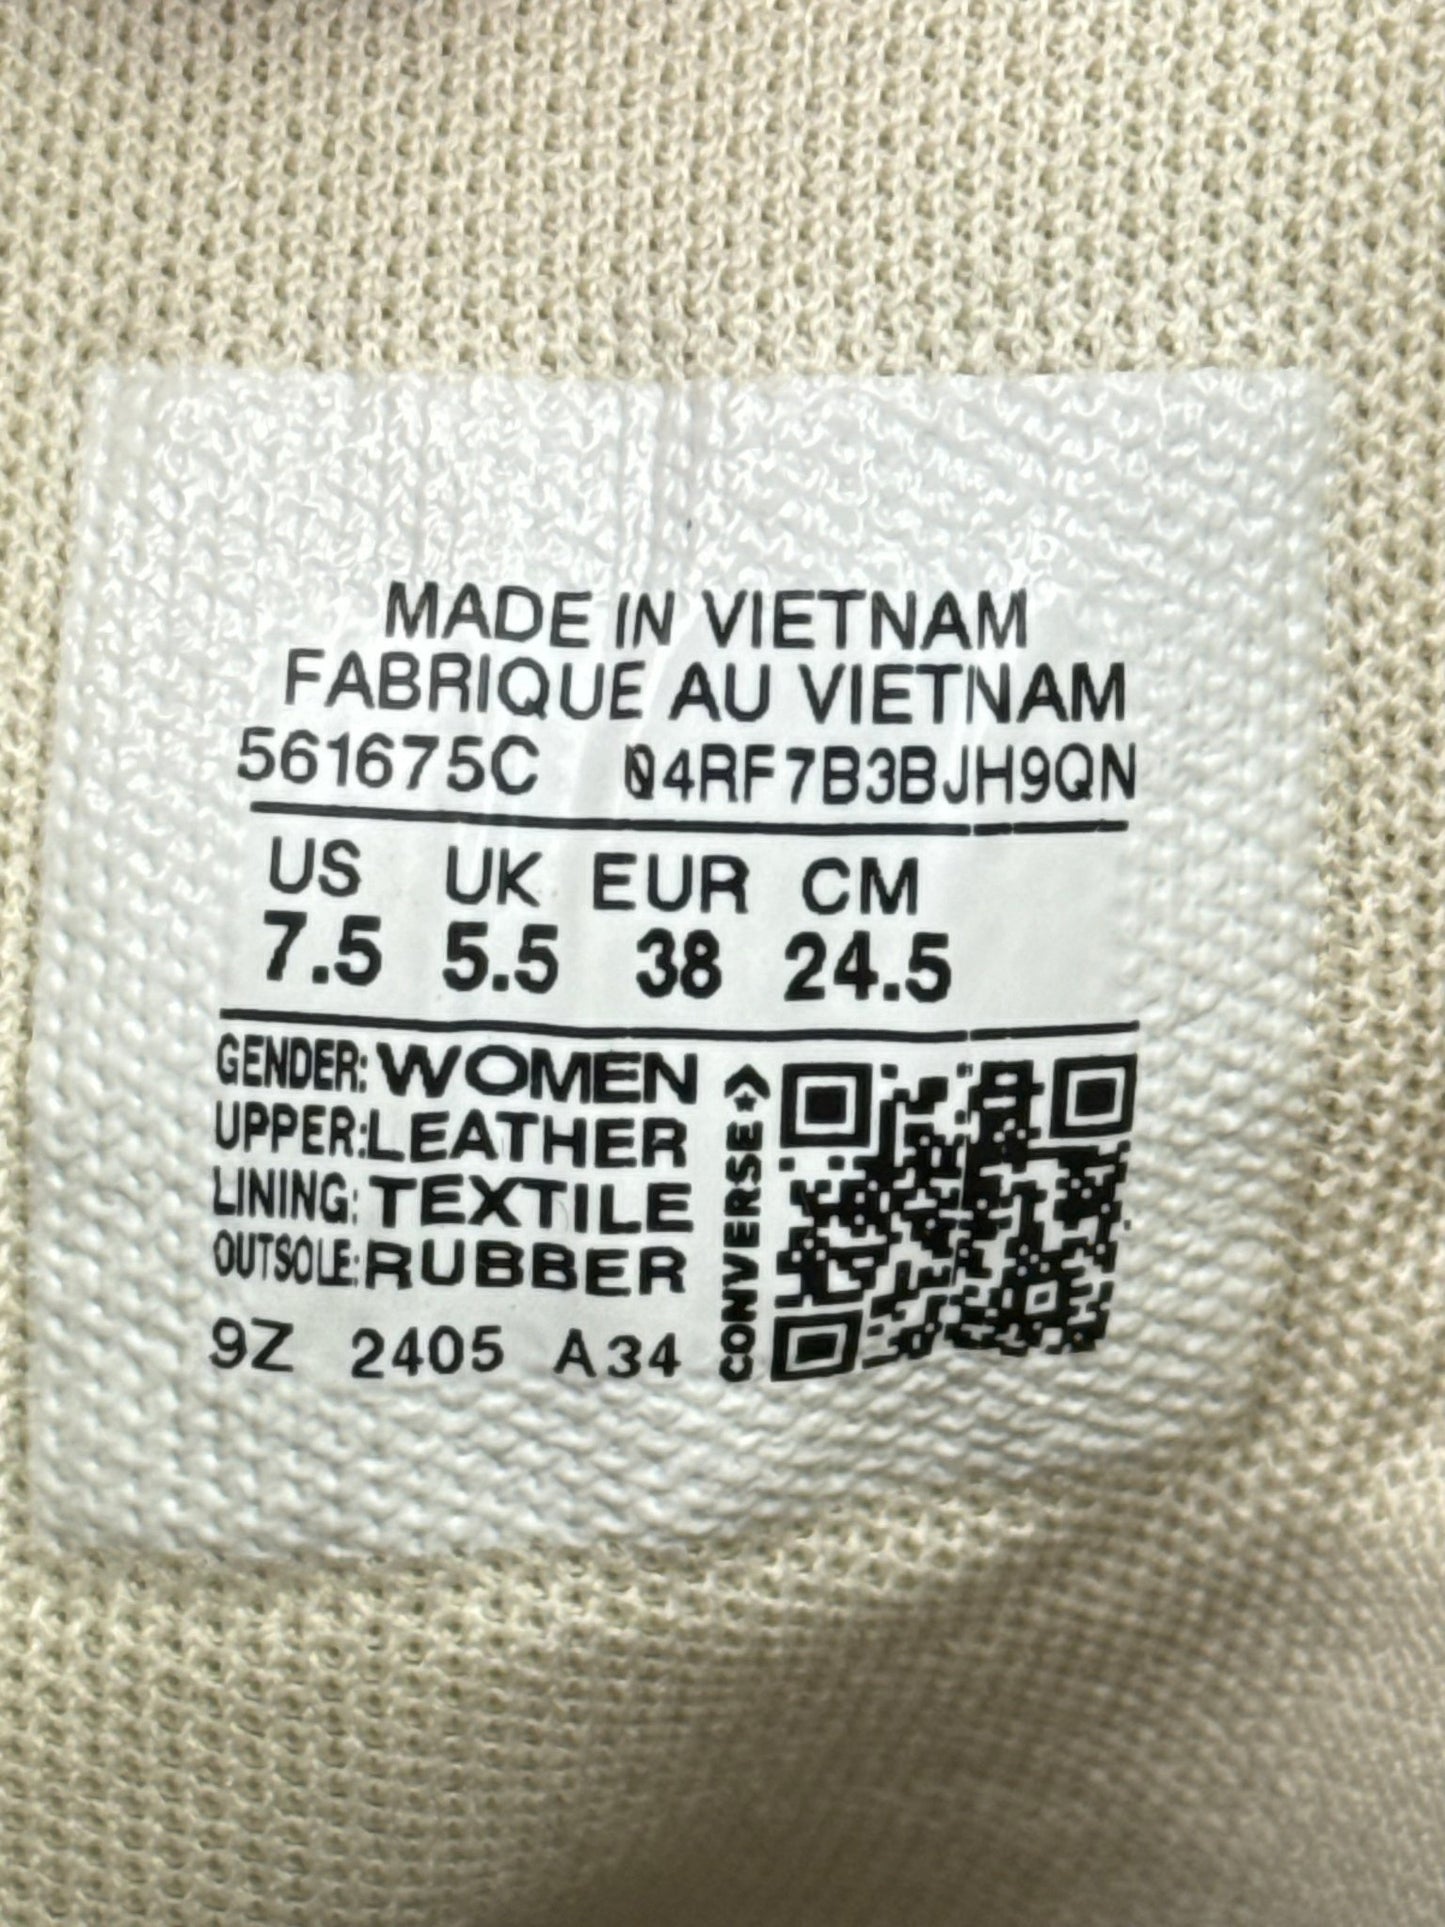 MADE IN VIETNAM
FABRIQUE AU VIETNAM
561675C 04RF7B3BJH9QN
US UK EUR CM
7.5 5.5 38 24.5
GENDER: WOMEN
UPPER: LEATHER
LINING: TEXTILE
OUTSOLE: RUBBER
9Z 2405 A34
CONVERSE